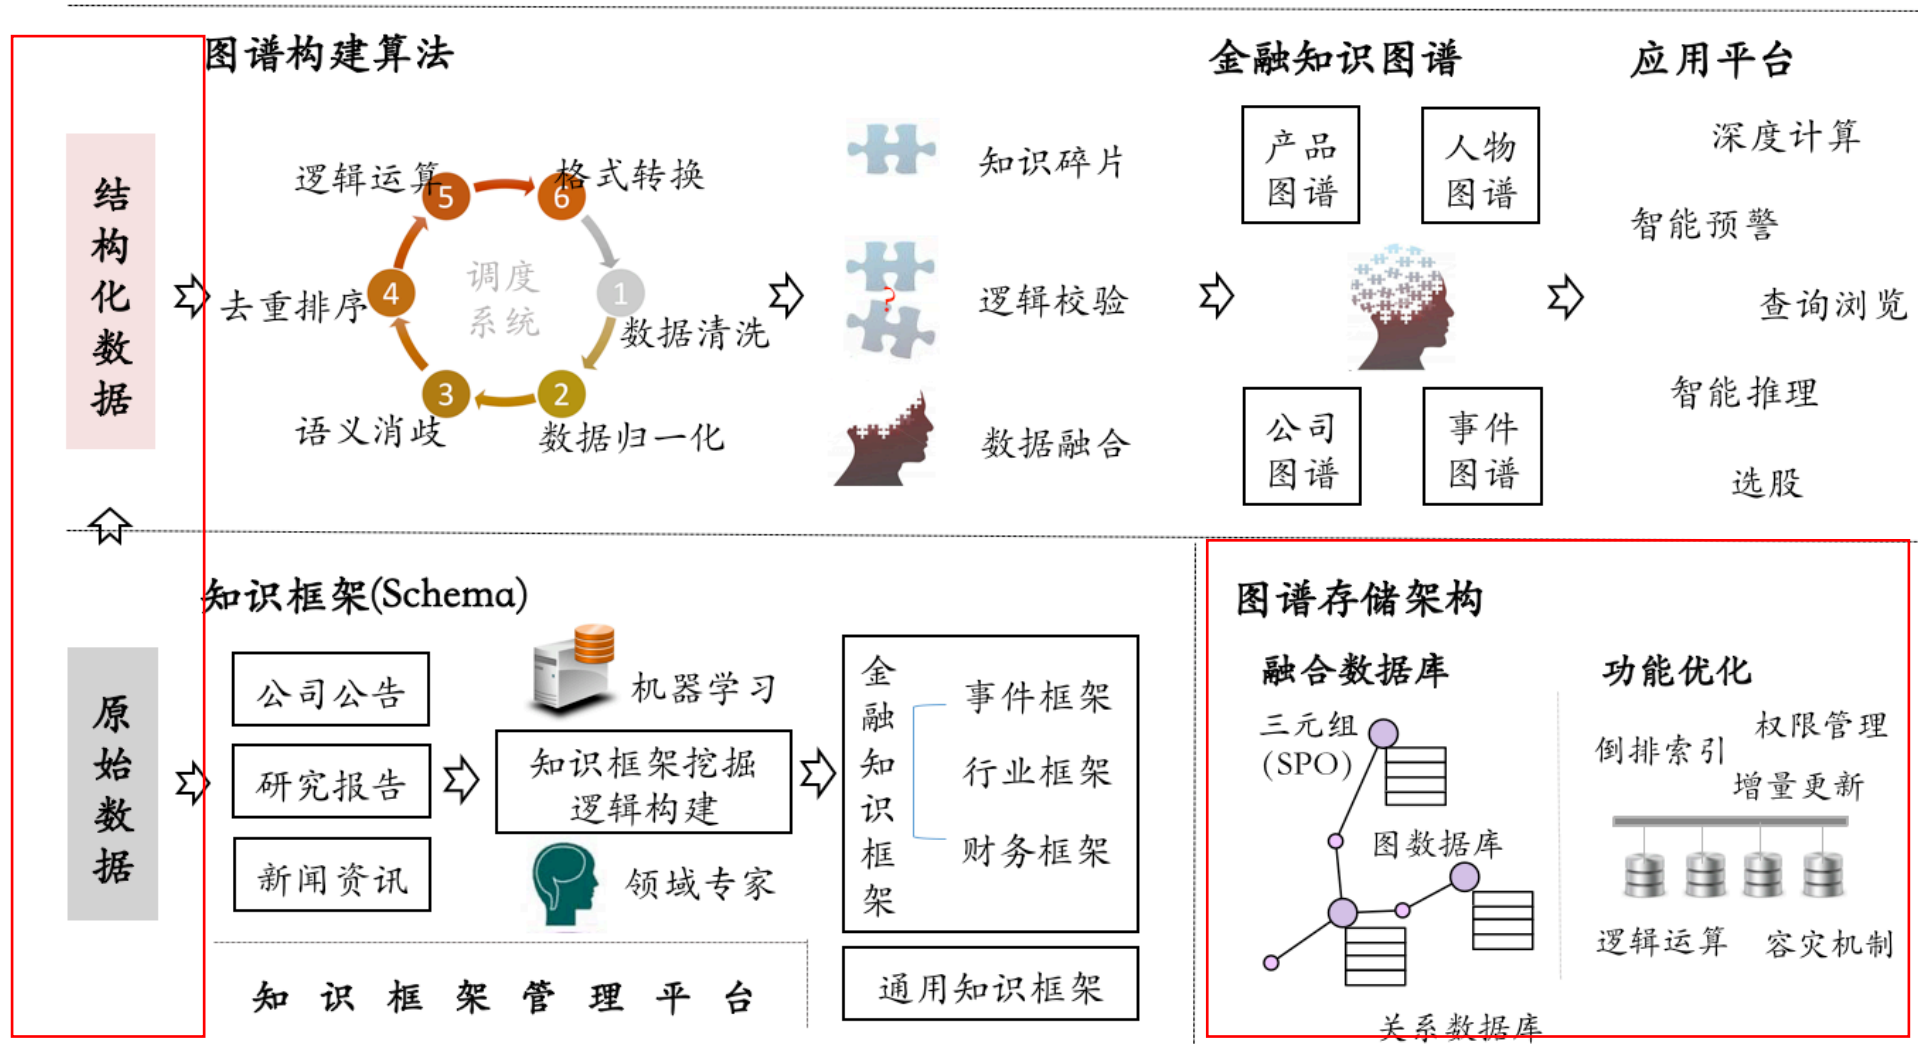 图谱构建算法
金融知识图谱
应用平台
结构化数据
逻辑运算
格式转换
5
6
去重排序
4
调度
系统
1
数据清洗
3
2
语义消歧
数据归一化
知识碎片
?
逻辑校验
数据融合
产品
图谱
人物
图谱
公司
图谱
事件
图谱
深度计算
智能预警
查询浏览
智能推理
选股
知识框架(Schema)
原始数据
公司公告
研究报告
新闻资讯
机器学习
知识框架挖掘
逻辑构建
领域专家
金融知识框架
事件框架
行业框架
财务框架
知识框架管理平台
通用知识框架
图谱存储架构
融合数据库
三元组
(SPO)
图数据库
关系数据库
功能优化
权限管理
倒排索引
增量更新
逻辑运算
容灾机制